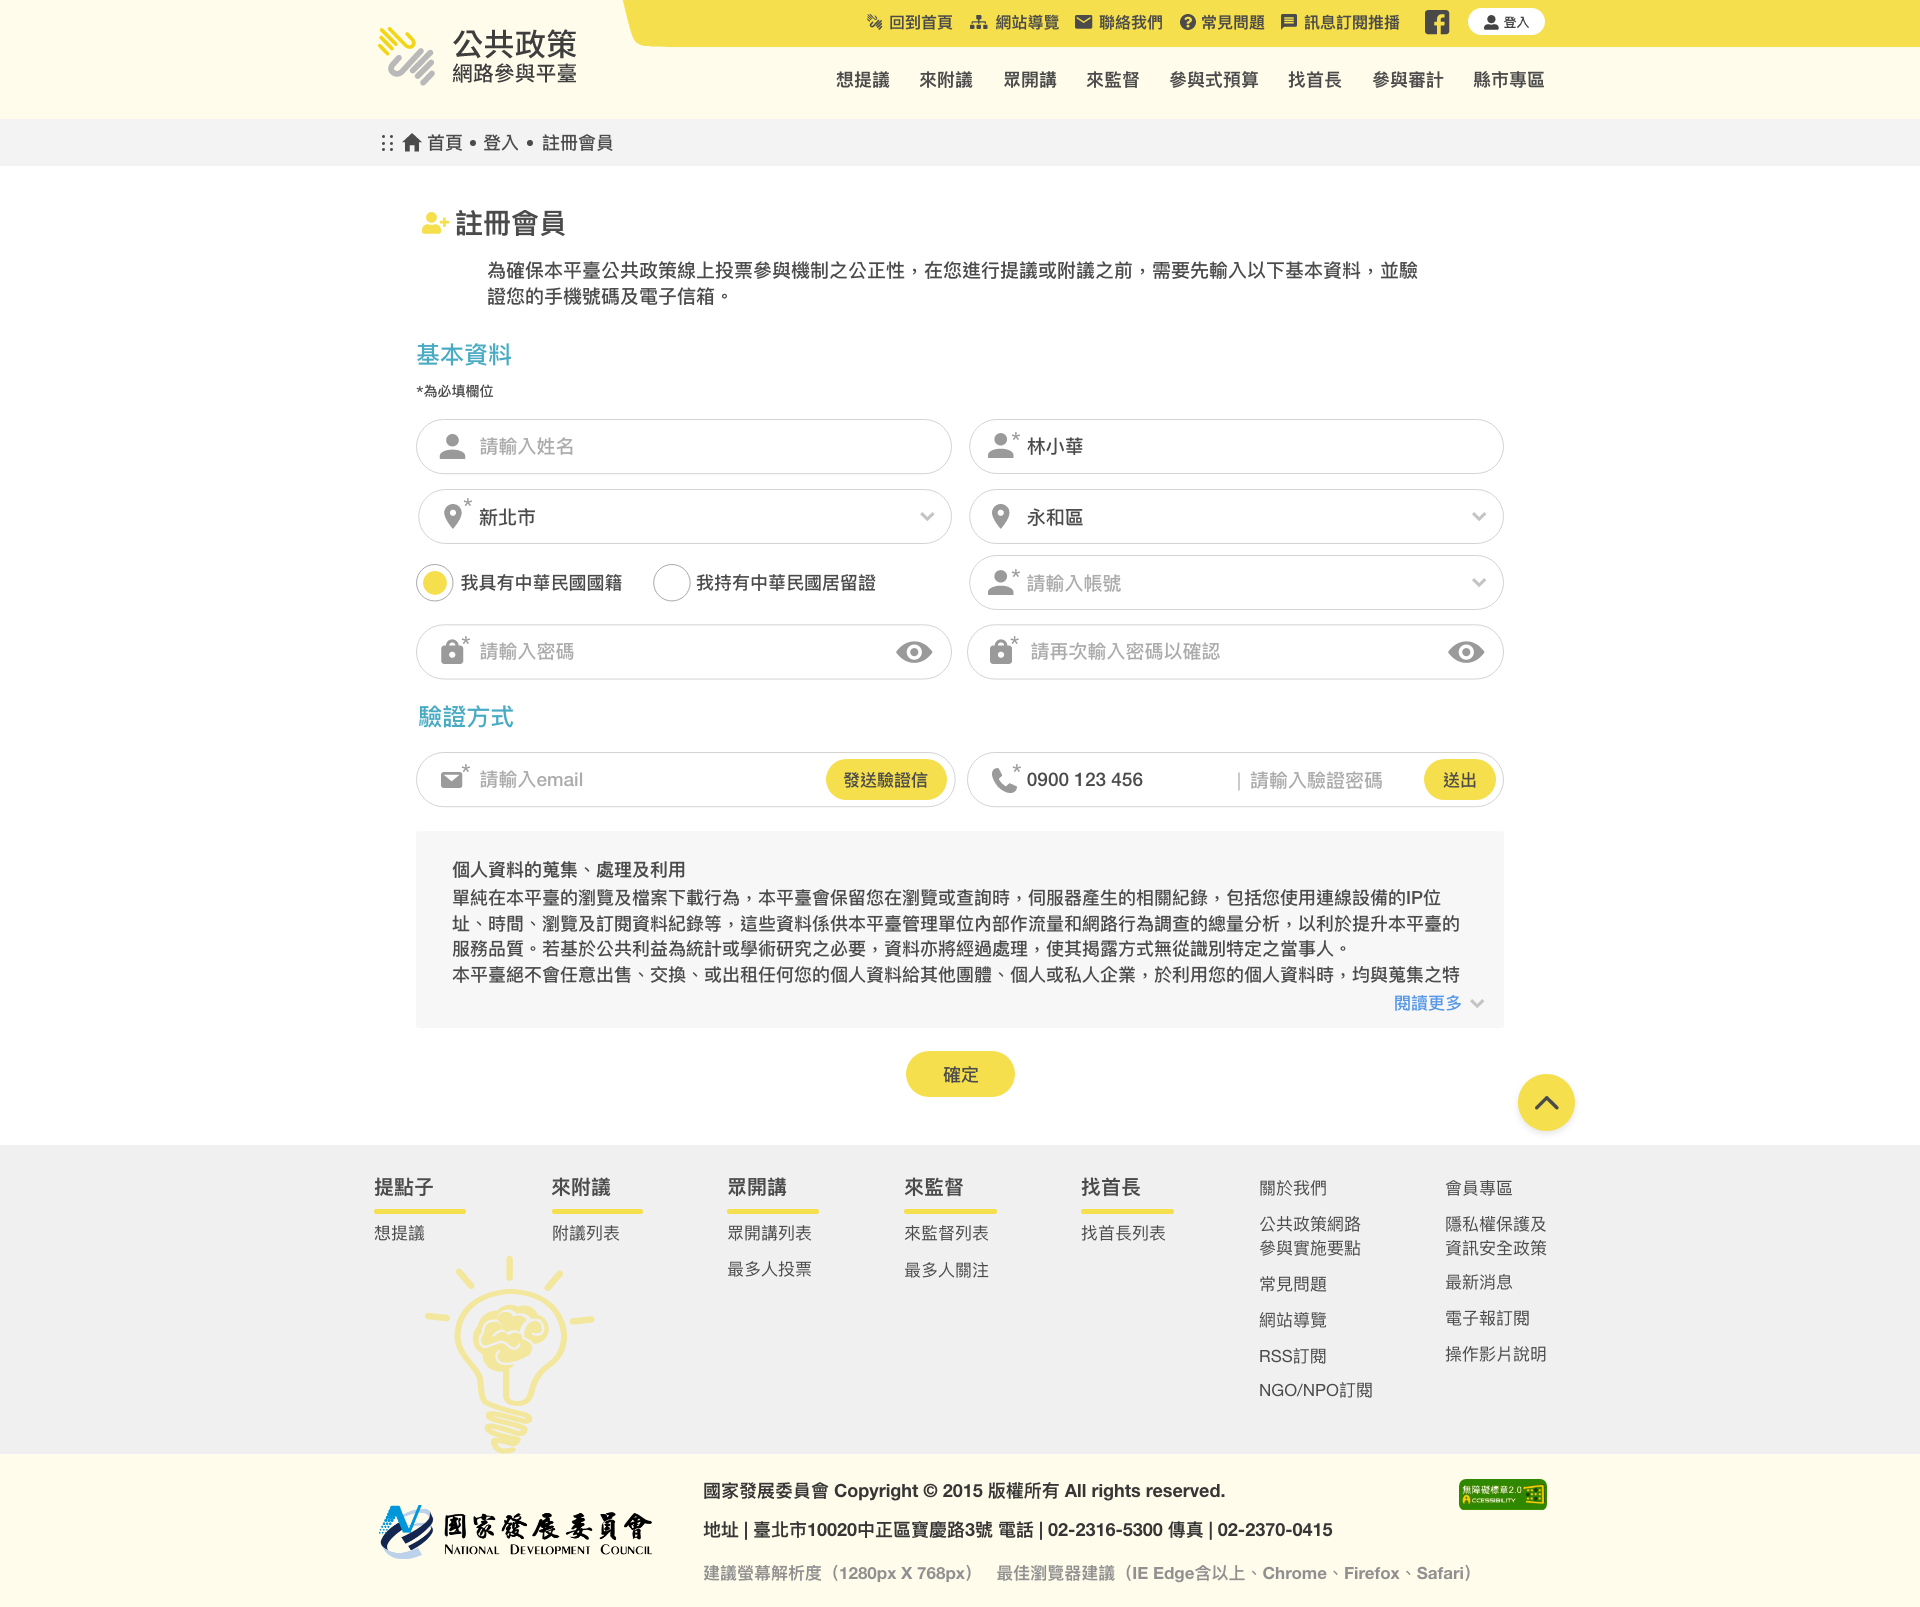 公共政策
網路參與平臺
回到首頁 網站導覽 聯絡我們 常見問題 訊息訂閱推播 登入
想提議 來附議 眾開講 來監督 參與式預算 找首長 參與審計 縣市專區
首頁 • 登入 • 註冊會員
註冊會員
為確保本平臺公共政策線上投票參與機制之公正性，在您進行提議或附議之前，需要先輸入以下基本資料，並驗
證您的手機號碼及電子信箱。
基本資料
*為必填欄位
請輸入姓名
* 林小華
* 新北市
永和區
我具有中華民國國籍 我持有中華民國居留證
* 請輸入帳號
* 請輸入密碼
* 請再次輸入密碼以確認
驗證方式
* 請輸入email 發送驗證信
* 0900 123 456 | 請輸入驗證密碼 送出
個人資料的蒐集、處理及利用
單純在本平臺的瀏覽及檔案下載行為，本平臺會保留您在瀏覽或查詢時，伺服器產生的相關紀錄，包括您使用連線設備的IP位
址、時間、瀏覽及訂閱資料紀錄等，這些資料係供本平臺管理單位內部作流量和網路行為調查的總量分析，以利於提升本平臺的
服務品質。若基於公共利益為統計或學術研究之必要，資料亦將經過處理，使其揭露方式無從識別特定之當事人。
本平臺絕不會任意出售、交換、或出租任何您的個人資料給其他團體、個人或私人企業，於利用您的個人資料時，均與蒐集之特
閱讀更多
確定
提點子
想提議
來附議
附議列表
眾開講
眾開講列表
最多人投票
來監督
來監督列表
最多人關注
找首長
找首長列表
關於我們
公共政策網路
參與實施要點
常見問題
網站導覽
RSS訂閱
NGO/NPO訂閱
會員專區
隱私權保護及
資訊安全政策
最新消息
電子報訂閱
操作影片說明
國家發展委員會
NATIONAL DEVELOPMENT COUNCIL
國家發展委員會 Copyright © 2015 版權所有 All rights reserved.
地址 | 臺北市10020中正區寶慶路3號 電話 | 02-2316-5300 傳真 | 02-2370-0415
建議螢幕解析度（1280px X 768px） 最佳瀏覽器建議（IE Edge含以上、Chrome、Firefox、Safari）
無障礙標章2.0
ACCESSIBILITY